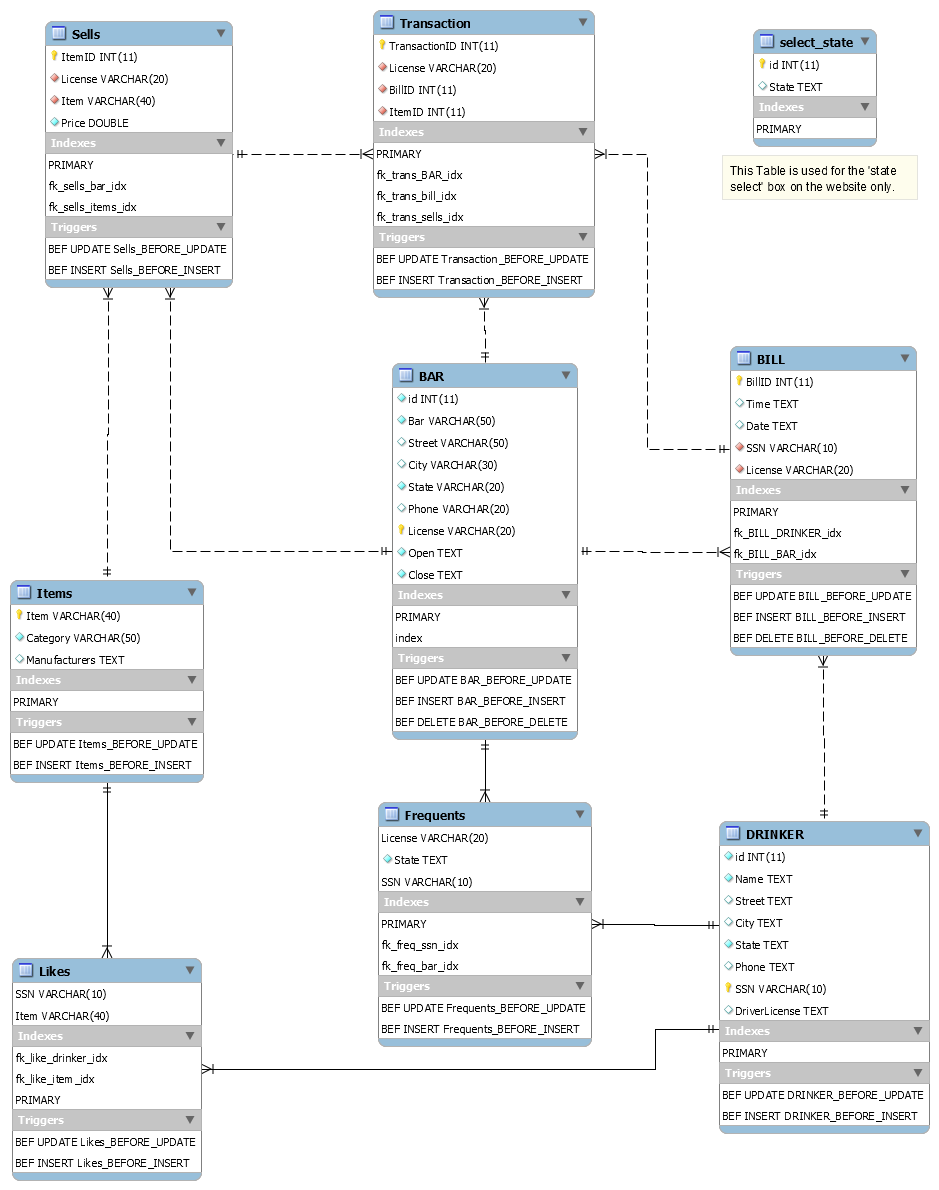 Sells
ItemID INT(11)
License VARCHAR(20)
Item VARCHAR(40)
Price DOUBLE
Indexes
PRIMARY
fk_sells_bar_idx
fk_sells_items_idx
Triggers
BEF UPDATE Sells_BEFORE_UPDATE
BEF INSERT Sells_BEFORE_INSERT
Transaction
TransactionID INT(11)
License VARCHAR(20)
BillID INT(11)
ItemID INT(11)
Indexes
PRIMARY
fk_trans_BAR_idx
fk_trans_bill_idx
fk_trans_sells_idx
Triggers
BEF UPDATE Transaction_BEFORE_UPDATE
BEF INSERT Transaction_BEFORE_INSERT
select_state
id INT(11)
State TEXT
Indexes
PRIMARY
This Table is used for the 'state
select' box on the website only.
BAR
id INT(11)
Bar VARCHAR(50)
Street VARCHAR(50)
City VARCHAR(30)
State VARCHAR(20)
Phone VARCHAR(20)
License VARCHAR(20)
Open TEXT
Close TEXT
Indexes
PRIMARY
index
Triggers
BEF UPDATE BAR_BEFORE_UPDATE
BEF INSERT BAR_BEFORE_INSERT
BEF DELETE BAR_BEFORE_DELETE
BILL
BillID INT(11)
Time TEXT
Date TEXT
SSN VARCHAR(10)
License VARCHAR(20)
Indexes
PRIMARY
fk_BILL_DRINKER_idx
fk_BILL_BAR_idx
Triggers
BEF UPDATE BILL_BEFORE_UPDATE
BEF INSERT BILL_BEFORE_INSERT
BEF DELETE BILL_BEFORE_DELETE
Items
Item VARCHAR(40)
Category VARCHAR(50)
Manufacturers TEXT
Indexes
PRIMARY
Triggers
BEF UPDATE Items_BEFORE_UPDATE
BEF INSERT Items_BEFORE_INSERT
Frequents
License VARCHAR(20)
State TEXT
SSN VARCHAR(10)
Indexes
PRIMARY
fk_freq_ssn_idx
fk_freq_bar_idx
Triggers
BEF UPDATE Frequents_BEFORE_UPDATE
BEF INSERT Frequents_BEFORE_INSERT
DRINKER
id INT(11)
Name TEXT
Street TEXT
City TEXT
State TEXT
Phone TEXT
SSN VARCHAR(10)
DriverLicense TEXT
Indexes
PRIMARY
Triggers
BEF UPDATE DRINKER_BEFORE_UPDATE
BEF INSERT DRINKER_BEFORE_INSERT
Likes
SSN VARCHAR(10)
Item VARCHAR(40)
Indexes
fk_like_drinker_idx
fk_like_item_idx
PRIMARY
Triggers
BEF UPDATE Likes_BEFORE_UPDATE
BEF INSERT Likes_BEFORE_INSERT